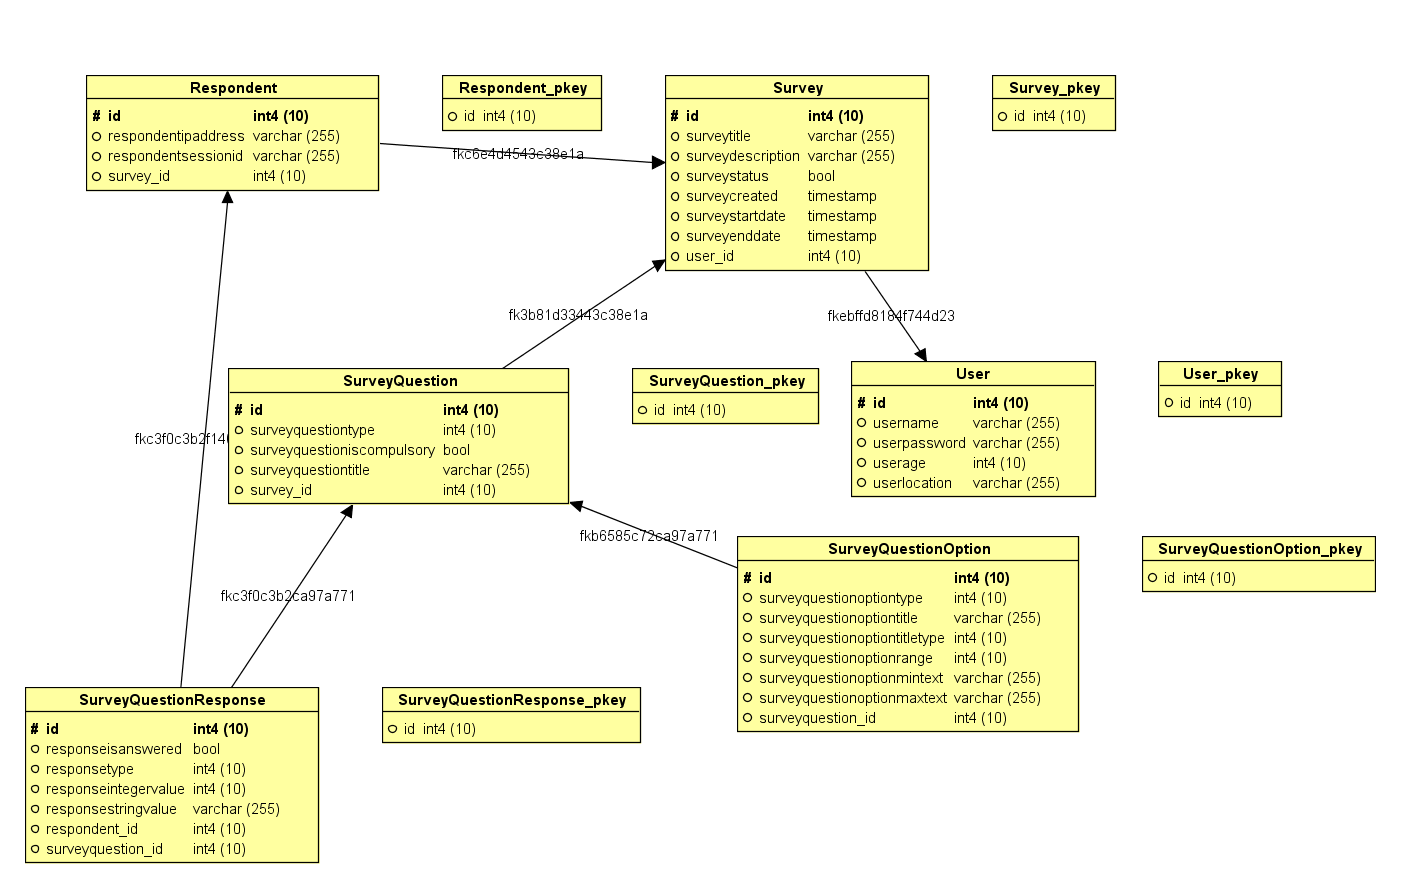 Respondent
# id int4 (10)
respondentipaddress varchar (255)
respondentsessionid varchar (255)
survey_id int4 (10)
Respondent_pkey
id int4 (10)
Survey
# id int4 (10)
surveytitle varchar (255)
surveydescription varchar (255)
surveystatus bool
surveycreated timestamp
surveystartdate timestamp
surveyenddate timestamp
user_id int4 (10)
Survey_pkey
id int4 (10)
fkc6e4d4543c38e1a
fk3b81d33443c38e1a
fkebffd8184f744d23
SurveyQuestion
# id int4 (10)
surveyquestiontype int4 (10)
surveyquestioniscompulsory bool
surveyquestiontitle varchar (255)
survey_id int4 (10)
SurveyQuestion_pkey
id int4 (10)
User
# id int4 (10)
username varchar (255)
userpassword varchar (255)
userage int4 (10)
userlocation varchar (255)
User_pkey
id int4 (10)
fkb6585c72ca97a771
fkc3f0c3b2ca97a771
SurveyQuestionOption
# id int4 (10)
surveyquestionoptiontype int4 (10)
surveyquestionoptiontitle varchar (255)
surveyquestionoptiontitletype int4 (10)
surveyquestionoptionrange int4 (10)
surveyquestionoptionmintext varchar (255)
surveyquestionoptionmaxtext varchar (255)
surveyquestion_id int4 (10)
SurveyQuestionOption_pkey
id int4 (10)
SurveyQuestionResponse
# id int4 (10)
responseisanswered bool
responsetype int4 (10)
responseintegervalue int4 (10)
responsestringvalue varchar (255)
respondent_id int4 (10)
surveyquestion_id int4 (10)
SurveyQuestionResponse_pkey
id int4 (10)